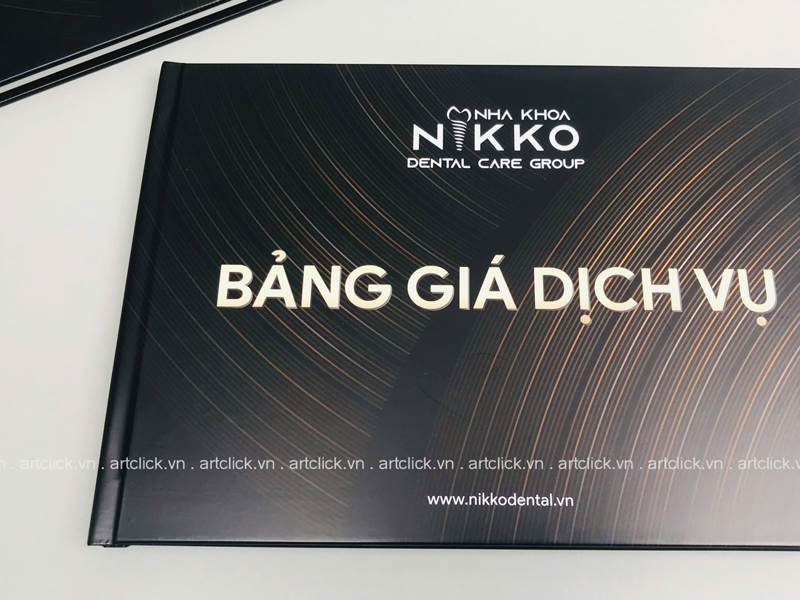 NHA KHOA
NIKKO
DENTAL CARE GROUP
BẢNG GIÁ DỊCH VỤ
vn . artclick.vn . artclick.vn . artclick.vn . artclick.vn . artclick.vn . artclick.vn . artclick.vn . artclick.vn
www.nikkodental.vn